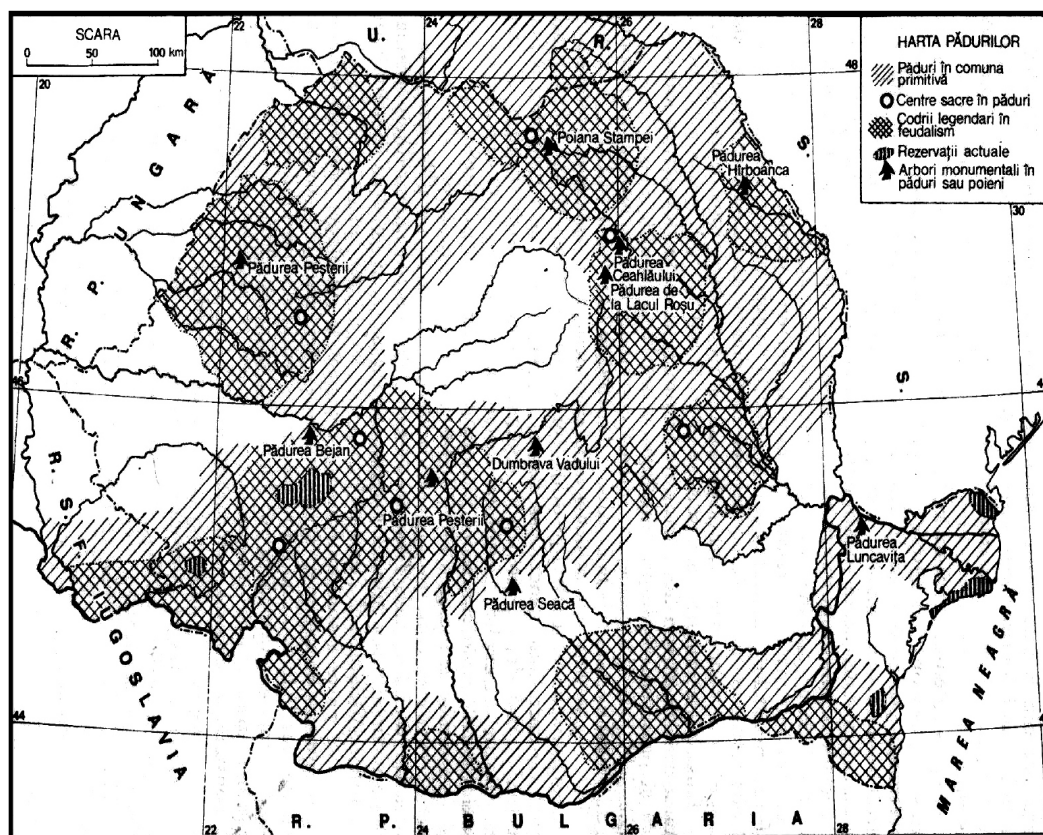 SCARA
0 50 100 km
HARTA PĂDURILOR
Păduri în comuna
primitivă
Centre sacre în păduri
Codrii legendari în
feudalism
Rezervații actuale
Arbori monumentali în
păduri sau poieni
20
22
24
26
28
48
30
U. R. S. S.
R. P. UNGARĂ
Poiana Stampei
Pădurea
Hîrboanca
Pădurea Peșterii
Pădurea
Ceahlăului
Pădurea de
la Lacul Roșu
46
4
Pădurea Bejan
Dumbrava Vadului
Pădurea Peșterii
Pădurea
Luncavița
Pădurea Seacă
R. S. F. IUGOSLAVIA
MAREA NEAGRĂ
44
22
24
26
28
R. P. BULGARIA